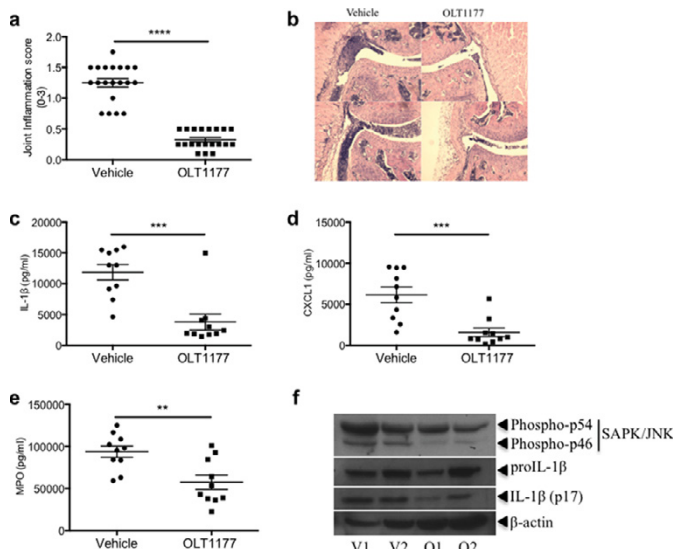 a
****
Joint Inflammation score
(0-3)
2.0
1.5
1.0
0.5
0.0
Vehicle
OLT1177
b
Vehicle
OLT1177
c
***
IL-1β (pg/ml)
20000
15000
10000
5000
0
Vehicle
OLT1177
d
***
CXCL1 (pg/ml)
15000
10000
5000
0
Vehicle
OLT1177
e
**
MPO (pg/ml)
150000
100000
50000
0
Vehicle
OLT1177
f
Phospho-p54
Phospho-p46
SAPK/JNK
proIL-1β
IL-1β (p17)
β-actin
V1 V2 O1 O2